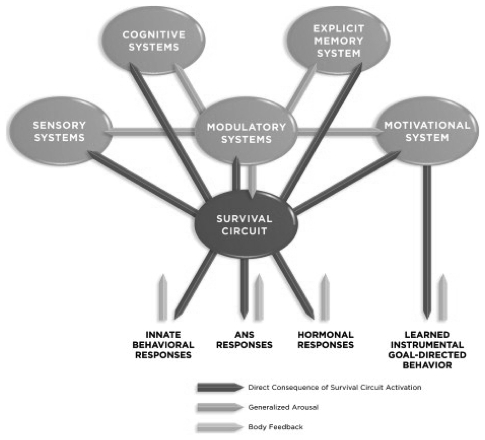 COGNITIVE
SYSTEMS
EXPLICIT
MEMORY
SYSTEM
SENSORY
SYSTEMS
MODULATORY
SYSTEMS
MOTIVATIONAL
SYSTEM
SURVIVAL
CIRCUIT
INNATE
BEHAVIORAL
RESPONSES
ANS
RESPONSES
HORMONAL
RESPONSES
LEARNED
INSTRUMENTAL
GOAL-DIRECTED
BEHAVIOR
Direct Consequence of Survival Circuit Activation
Generalized Arousal
Body Feedback